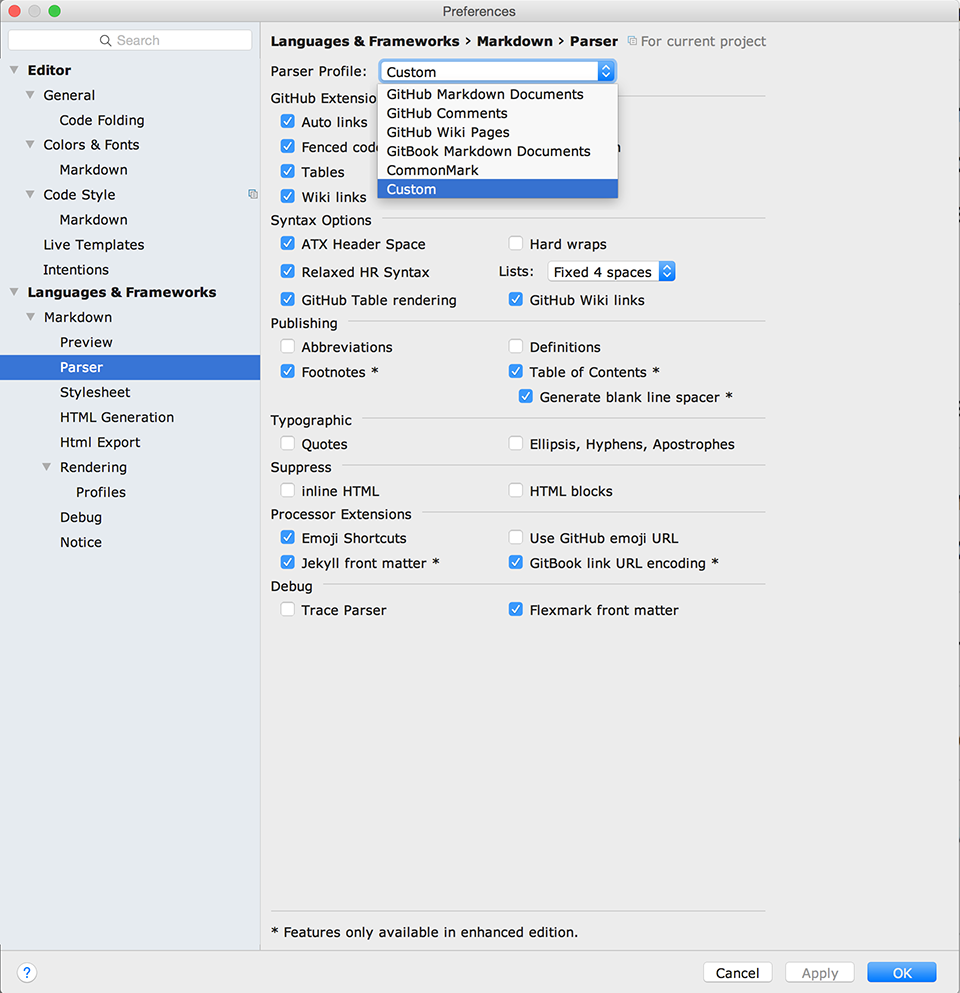 Preferences
Search
Editor
General
Code Folding
Colors & Fonts
Markdown
Code Style
Markdown
Live Templates
Intentions
Languages & Frameworks
Markdown
Preview
Parser
Stylesheet
HTML Generation
Html Export
Rendering
Profiles
Debug
Notice
Languages & Frameworks › Markdown › Parser For current project
Parser Profile: Custom
GitHub Markdown Documents
GitHub Comments
GitHub Wiki Pages
GitBook Markdown Documents
CommonMark
Custom
GitHub Extensio
Auto links
Fenced cod
Tables
Wiki links
Syntax Options
ATX Header Space Hard wraps
Relaxed HR Syntax Lists: Fixed 4 spaces
GitHub Table rendering GitHub Wiki links
Publishing
Abbreviations Definitions
Footnotes * Table of Contents *
Generate blank line spacer *
Typographic
Quotes Ellipsis, Hyphens, Apostrophes
Suppress
inline HTML HTML blocks
Processor Extensions
Emoji Shortcuts Use GitHub emoji URL
Jekyll front matter * GitBook link URL encoding *
Debug
Trace Parser Flexmark front matter
* Features only available in enhanced edition.
? Cancel Apply OK